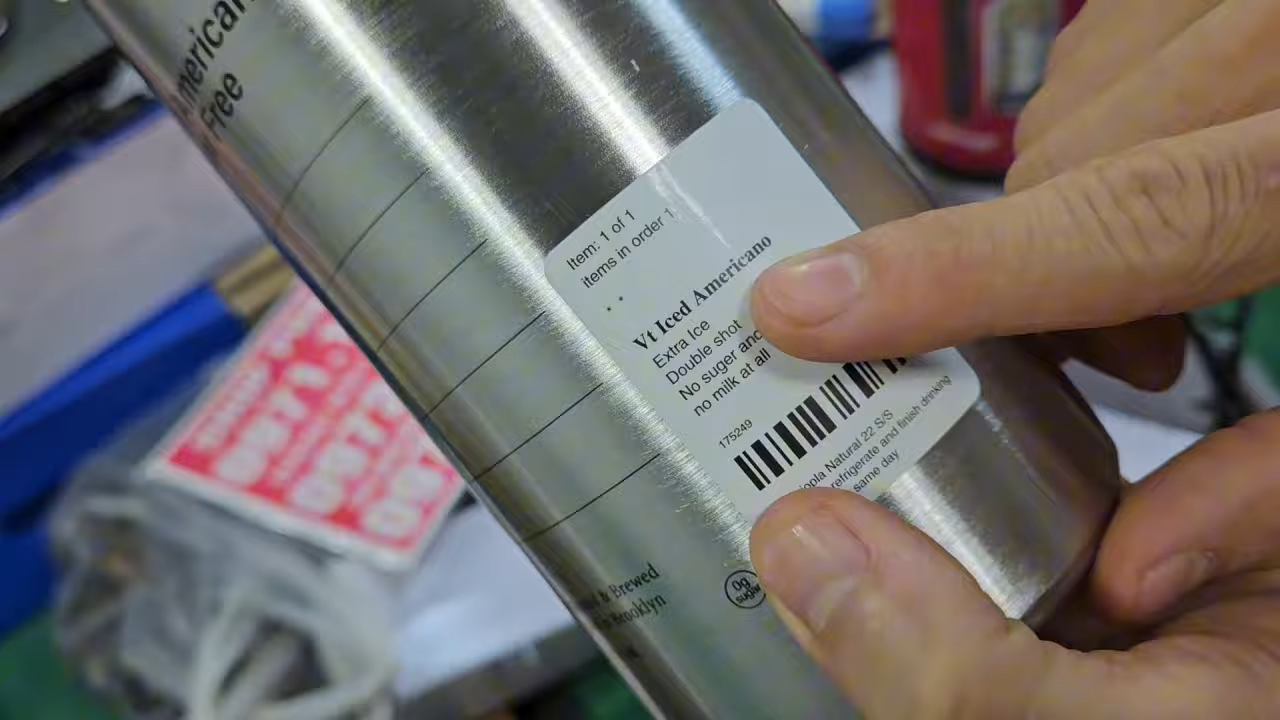 Free
Item: 1 of 1
items in order 1
Vt Iced Americano
Extra Ice
Double shot
No suger and
no milk at all
175249
Natural 22 S/S
refrigerate and finish drinking
same day
& Brewed
Brooklyn
0g
sugar